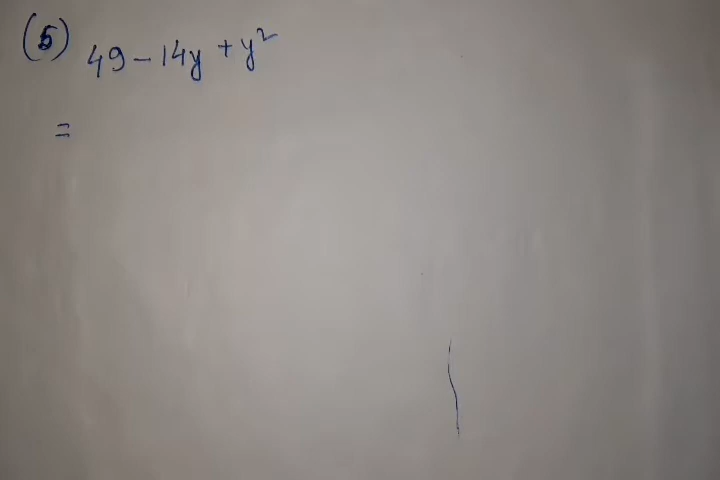 (5) 49 - 14y + y²
=